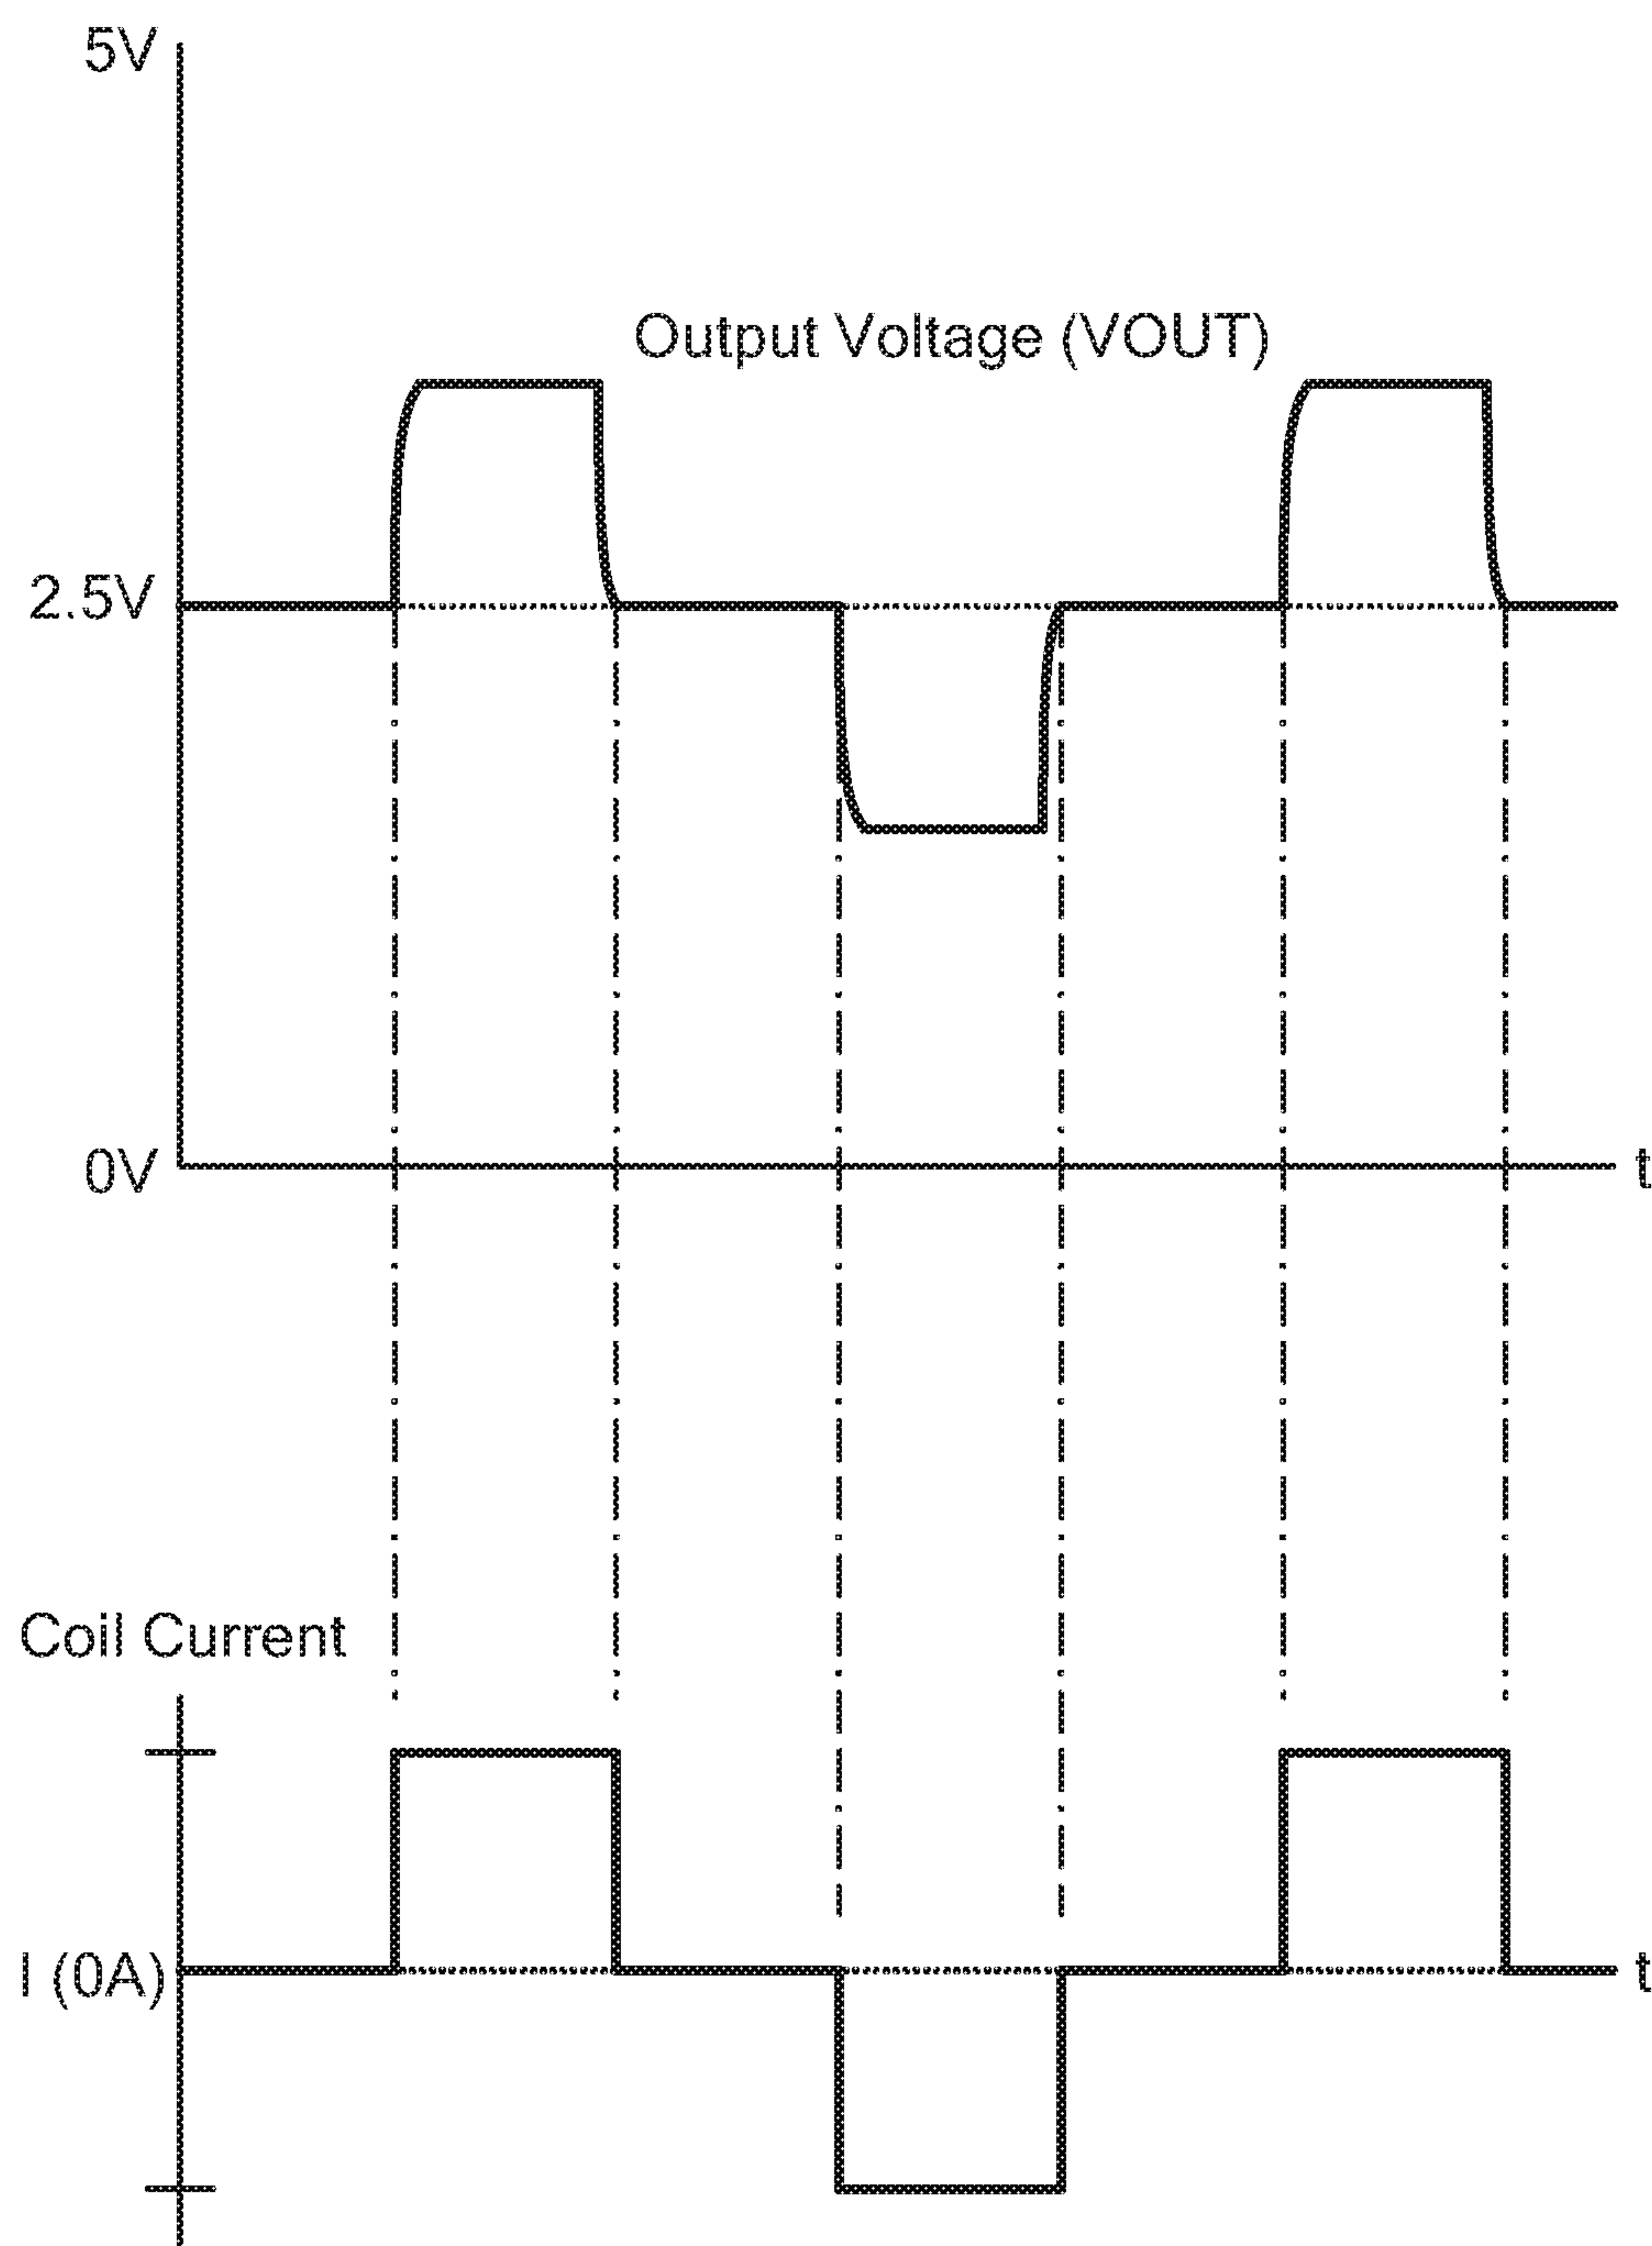 5V
Output Voltage (VOUT)
2.5V
0V
t
Coil Current
I (0A)
t